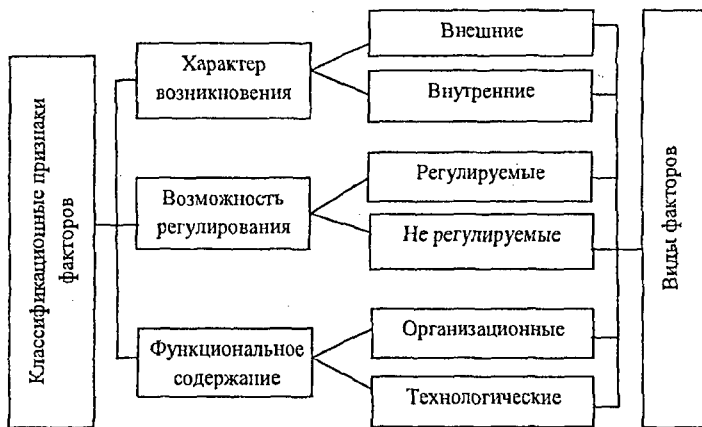 Классификационные признаки
факторов
Характер
возникновения
Внешние
Внутренние
Возможность
регулирования
Регулируемые
Не регулируемые
Функциональное
содержание
Организационные
Технологические
Виды факторов